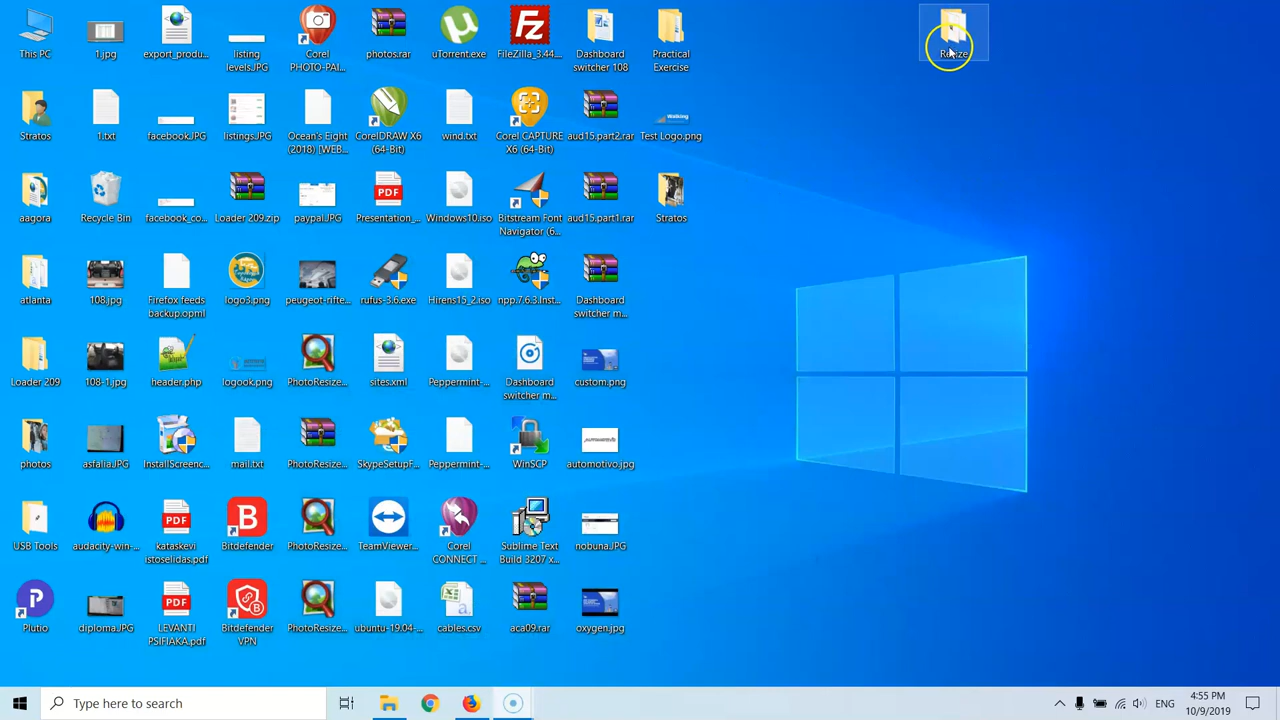 This PC
1.jpg
export_produ...
listing
levels.JPG
Corel
PHOTO-PAI...
photos.rar
uTorrent.exe
FileZilla_3.44....
Dashboard
switcher 108
Practical
Exercise
Resize
Stratos
1.txt
facebook.JPG
listings.JPG
Ocean's Eight
(2018) [WEB...
CorelDRAW X6
(64-Bit)
wind.txt
Corel CAPTURE
X6 (64-Bit)
aud15.part2.rar
Test Logo.png
aagora
Recycle Bin
facebook_co...
Loader 209.zip
paypal.JPG
Presentation_...
Windows10.iso
Bitstream Font
Navigator (6...
aud15.part1.rar
Stratos
atlanta
108.jpg
Firefox feeds
backup.opml
logo3.png
peugeot-rifte...
rufus-3.6.exe
Hirens15_2.iso
npp.7.6.3.Inst...
Dashboard
switcher m...
Loader 209
108-1.jpg
header.php
logook.png
PhotoResize...
sites.xml
Peppermint-...
Dashboard
switcher m...
custom.png
photos
asfalia.JPG
InstallScreenc...
mail.txt
PhotoResize...
SkypeSetupF...
Peppermint-...
WinSCP
automotivo.jpg
USB Tools
audacity-win-...
kataskevi
istoselidas.pdf
Bitdefender
PhotoResize...
TeamViewer...
Corel
CONNECT ...
Sublime Text
Build 3207 x...
nobuna.JPG
Plutio
diploma.JPG
LEVANTI
PSIFIAKA.pdf
Bitdefender
VPN
PhotoResize...
ubuntu-19.04-...
cables.csv
aca09.rar
oxygen.jpg
Type here to search
ENG
4:55 PM
10/9/2019